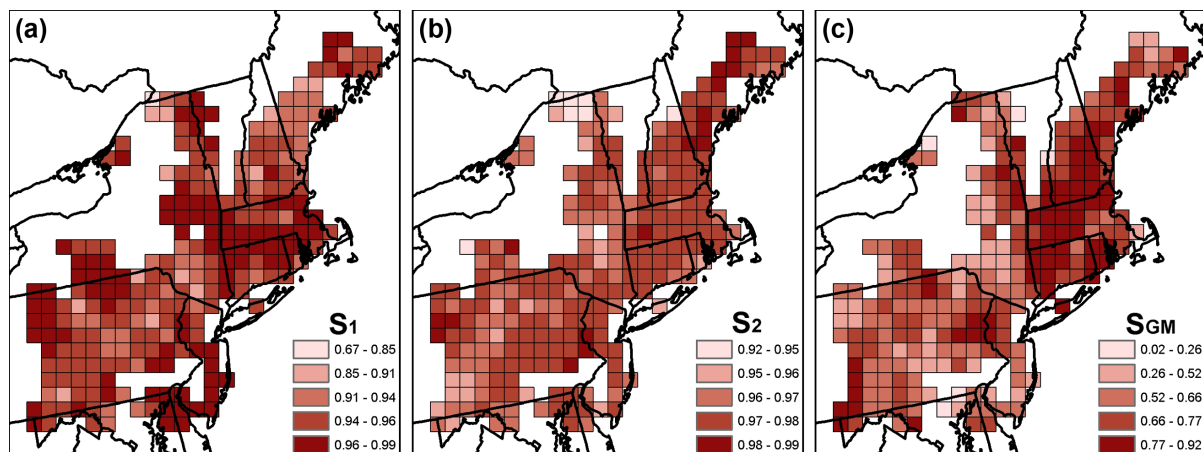 (a)
S1
0.67 - 0.85
0.85 - 0.91
0.91 - 0.94
0.94 - 0.96
0.96 - 0.99
(b)
S2
0.92 - 0.95
0.95 - 0.96
0.96 - 0.97
0.97 - 0.98
0.98 - 0.99
(c)
SGM
0.02 - 0.26
0.26 - 0.52
0.52 - 0.66
0.66 - 0.77
0.77 - 0.92